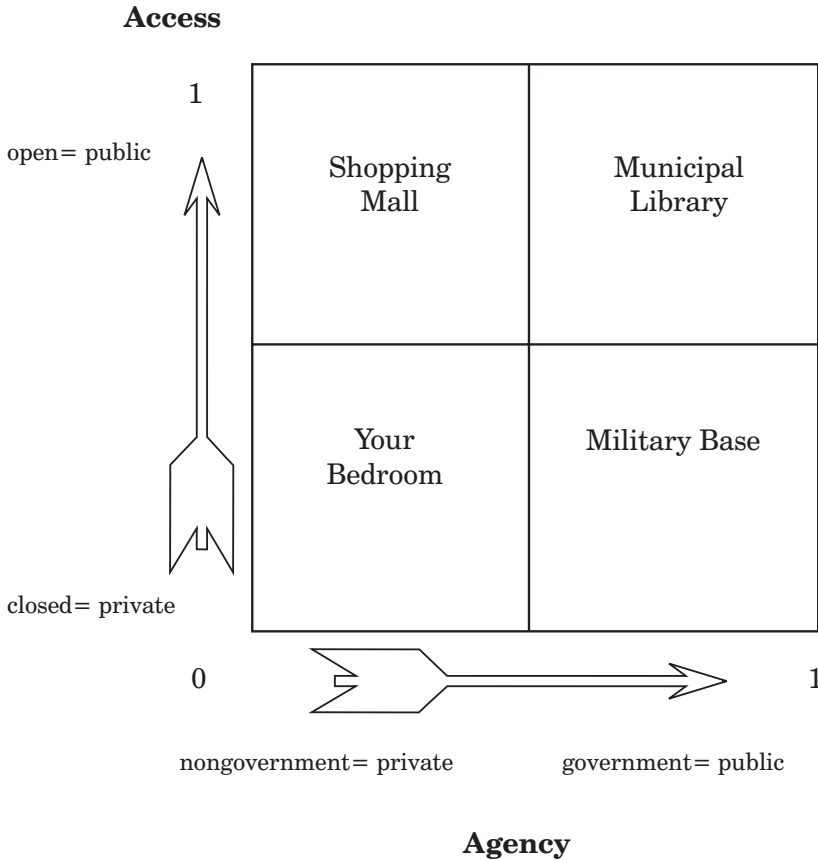 Access
1
open= public
Shopping
Mall
Municipal
Library
Your
Bedroom
Military Base
closed= private
0
1
nongovernment= private
government= public
Agency